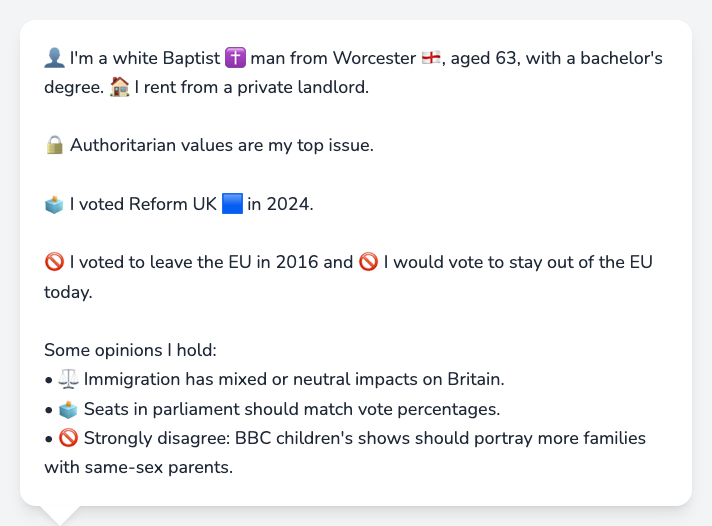 👤 I'm a white Baptist ✝️ man from Worcester 🏴󠁧󠁢󠁥󠁮󠁧󠁿, aged 63, with a bachelor's
degree. 🏠 I rent from a private landlord.
🔒 Authoritarian values are my top issue.
🗳️ I voted Reform UK 🟦 in 2024.
🚫 I voted to leave the EU in 2016 and 🚫 I would vote to stay out of the EU
today.
Some opinions I hold:
• ⚖️ Immigration has mixed or neutral impacts on Britain.
• 🗳️ Seats in parliament should match vote percentages.
• 🚫 Strongly disagree: BBC children's shows should portray more families
with same-sex parents.